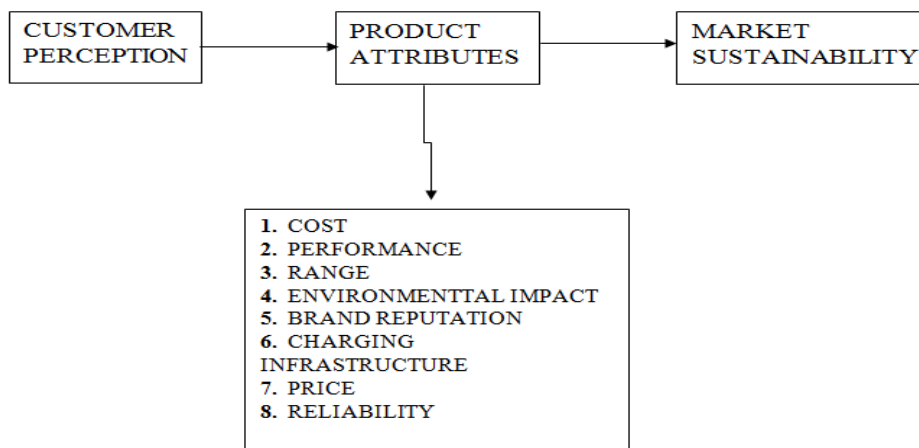 CUSTOMER
PERCEPTION
PRODUCT
ATTRIBUTES
MARKET
SUSTAINABILITY
1. COST
2. PERFORMANCE
3. RANGE
4. ENVIRONMENTTAL IMPACT
5. BRAND REPUTATION
6. CHARGING
INFRASTRUCTURE
7. PRICE
8. RELIABILITY